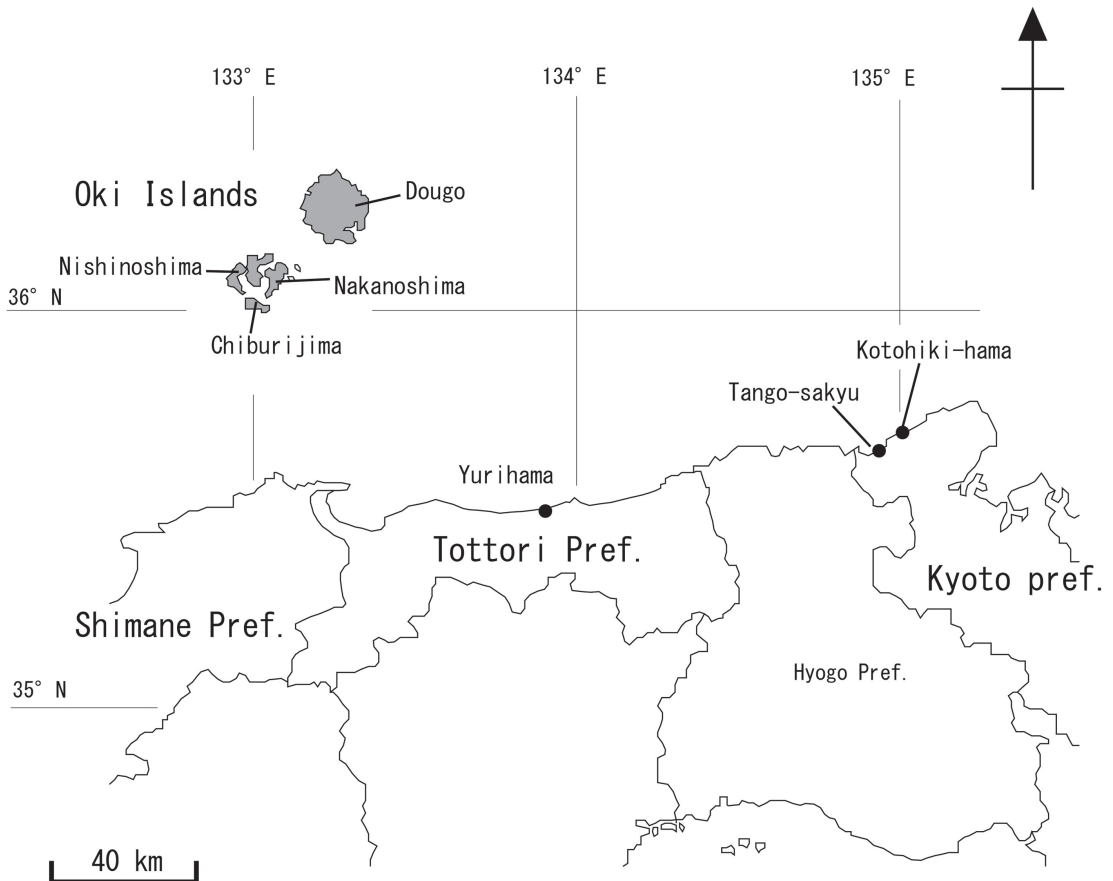 133° E
134° E
135° E
Oki Islands
Dougo
Nishinoshima
Nakanoshima
36° N
Chiburijima
Kotohiki-hama
Tango-sakyu
Yurihama
Tottori Pref.
Kyoto pref.
Shimane Pref.
Hyogo Pref.
35° N
40 km